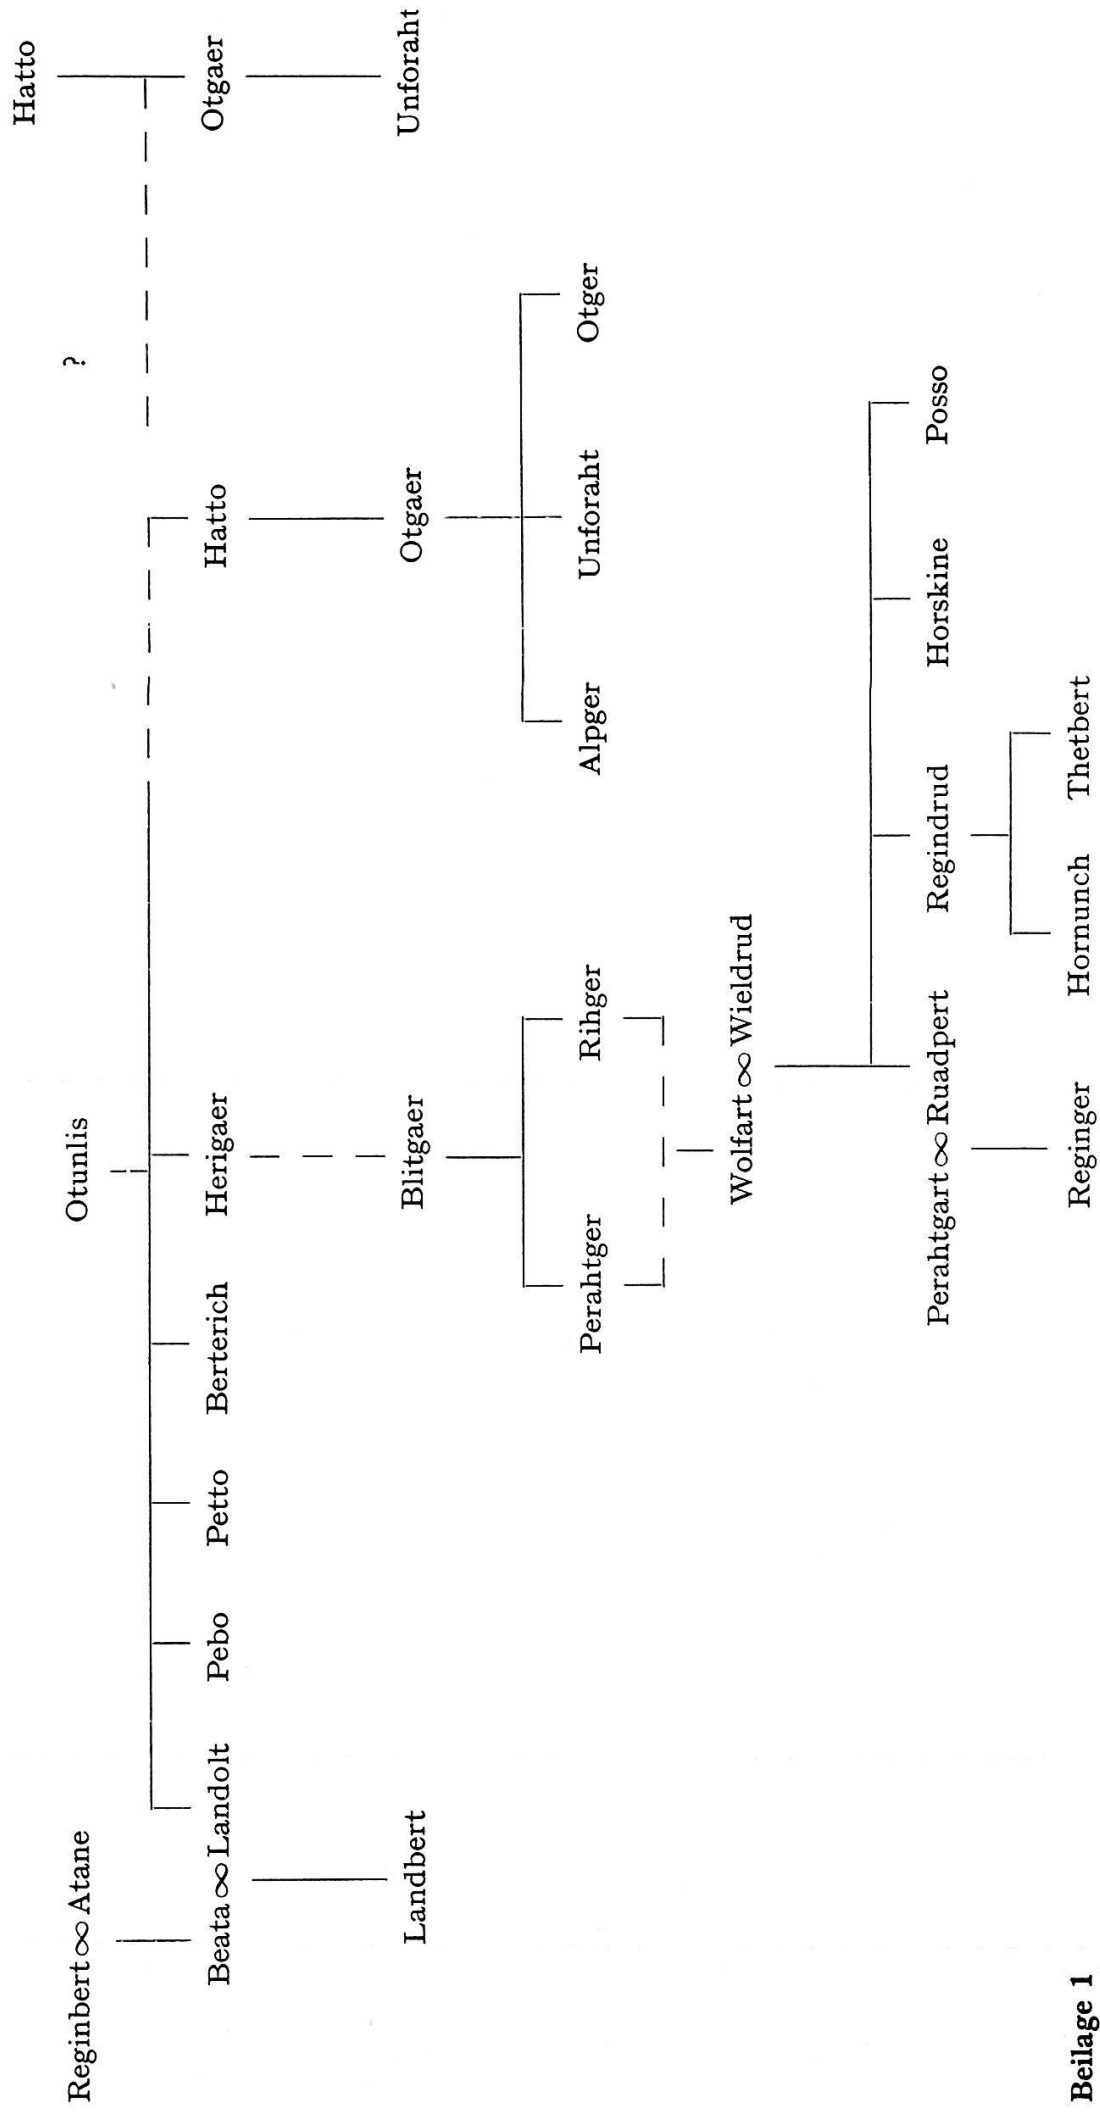 Hatto
Reginbert ∞ Atane Otunlis ?
Beata ∞ Landolt Pebo Petto Berterich Herigaer Hatto Otgaer
Landbert Blitgaer Otgaer Unforaht
Perahtger Rihger Alpger Unforaht Otger
Wolfart ∞ Wieldrud
Perahtgart ∞ Ruadpert Regindrud Horskine Posso
Reginger Hornunch Thetbert
Beilage 1